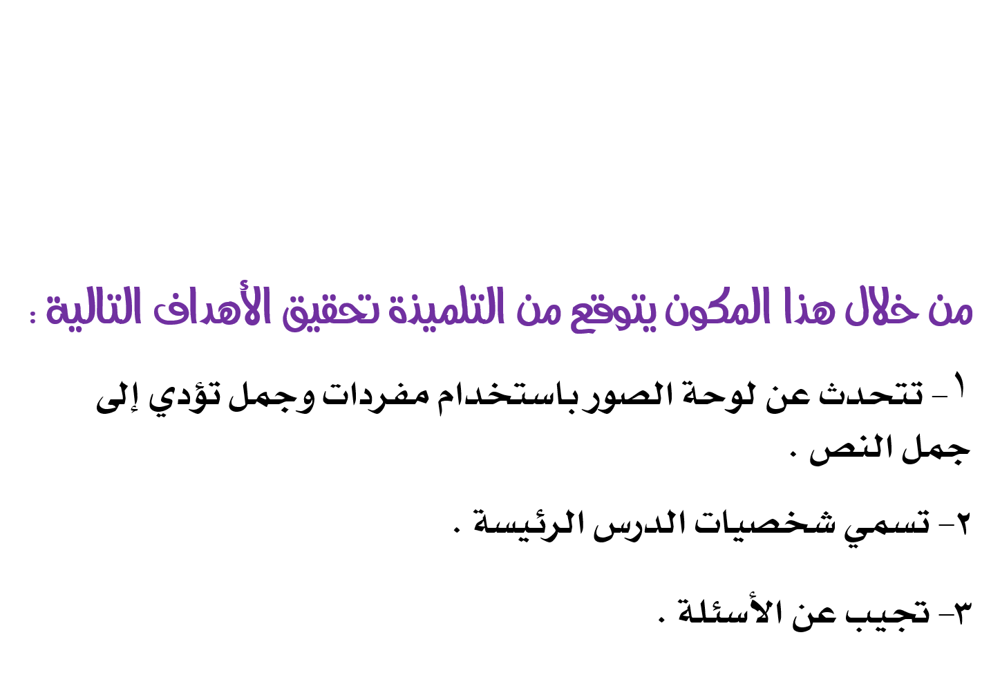 من خلال هذا المكون يتوقع من التلميذة تحقيق الأهداف التالية :
١- تتحدث عن لوحة الصور باستخدام مفردات وجمل تؤدي إلى
جمل النص .
٢- تسمي شخصيات الدرس الرئيسة .
٣- تجيب عن الأسئلة .